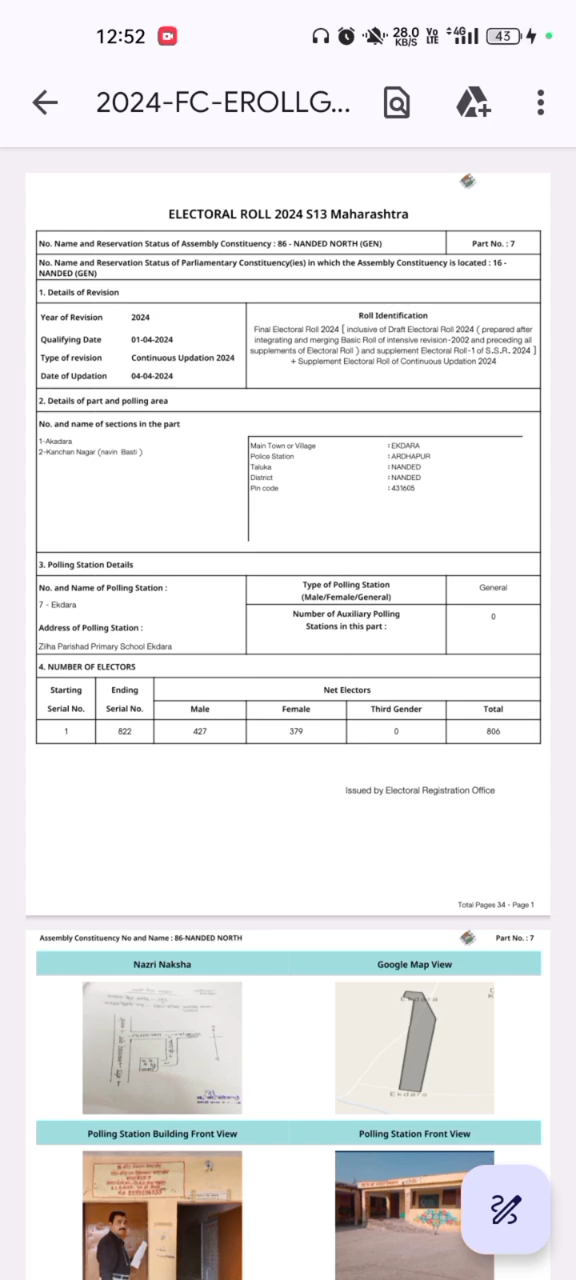 12:52
28.0 KB/S
Vo LTE
4G
43
2024-FC-EROLLG...
ELECTORAL ROLL 2024 S13 Maharashtra
No. Name and Reservation Status of Assembly Constituency : 86 - NANDED NORTH (GEN)
Part No. : 7
No. Name and Reservation Status of Parliamentary Constituency(ies) in which the Assembly Constituency is located : 16 -
NANDED (GEN)
1. Details of Revision
Year of Revision 2024
Qualifying Date 01-04-2024
Type of revision Continuous Updation 2024
Date of Updation 04-04-2024
Roll Identification
Final Electoral Roll 2024 [ inclusive of Draft Electoral Roll 2024 ( prepared after
integrating and merging Basic Roll of intensive revision-2002 and preceding all
supplements of Electoral Roll ) and supplement Electoral Roll-1 of S.S.R. 2024 ]
+ Supplement Electoral Roll of Continuous Updation 2024
2. Details of part and polling area
No. and name of sections in the part
1-Akadara
2-Kanchan Nagar (navin Basti )
Main Town or Village : EKDARA
Police Station : ARDHAPUR
Taluka : NANDED
District : NANDED
Pin code : 431605
3. Polling Station Details
No. and Name of Polling Station :
7 - Ekdara
Address of Polling Station :
Zilha Parishad Primary School Ekdara
Type of Polling Station
(Male/Female/General)
General
Number of Auxiliary Polling
Stations in this part :
0
4. NUMBER OF ELECTORS
Starting Serial No.
Ending Serial No.
Net Electors
Male Female Third Gender Total
1 822 427 379 0 806
Issued by Electoral Registration Office
Total Pages 34 - Page 1
Assembly Constituency No and Name : 86-NANDED NORTH
Part No. : 7
Nazri Naksha
Google Map View
Ekdara
Ekdara
Polling Station Building Front View
Polling Station Front View